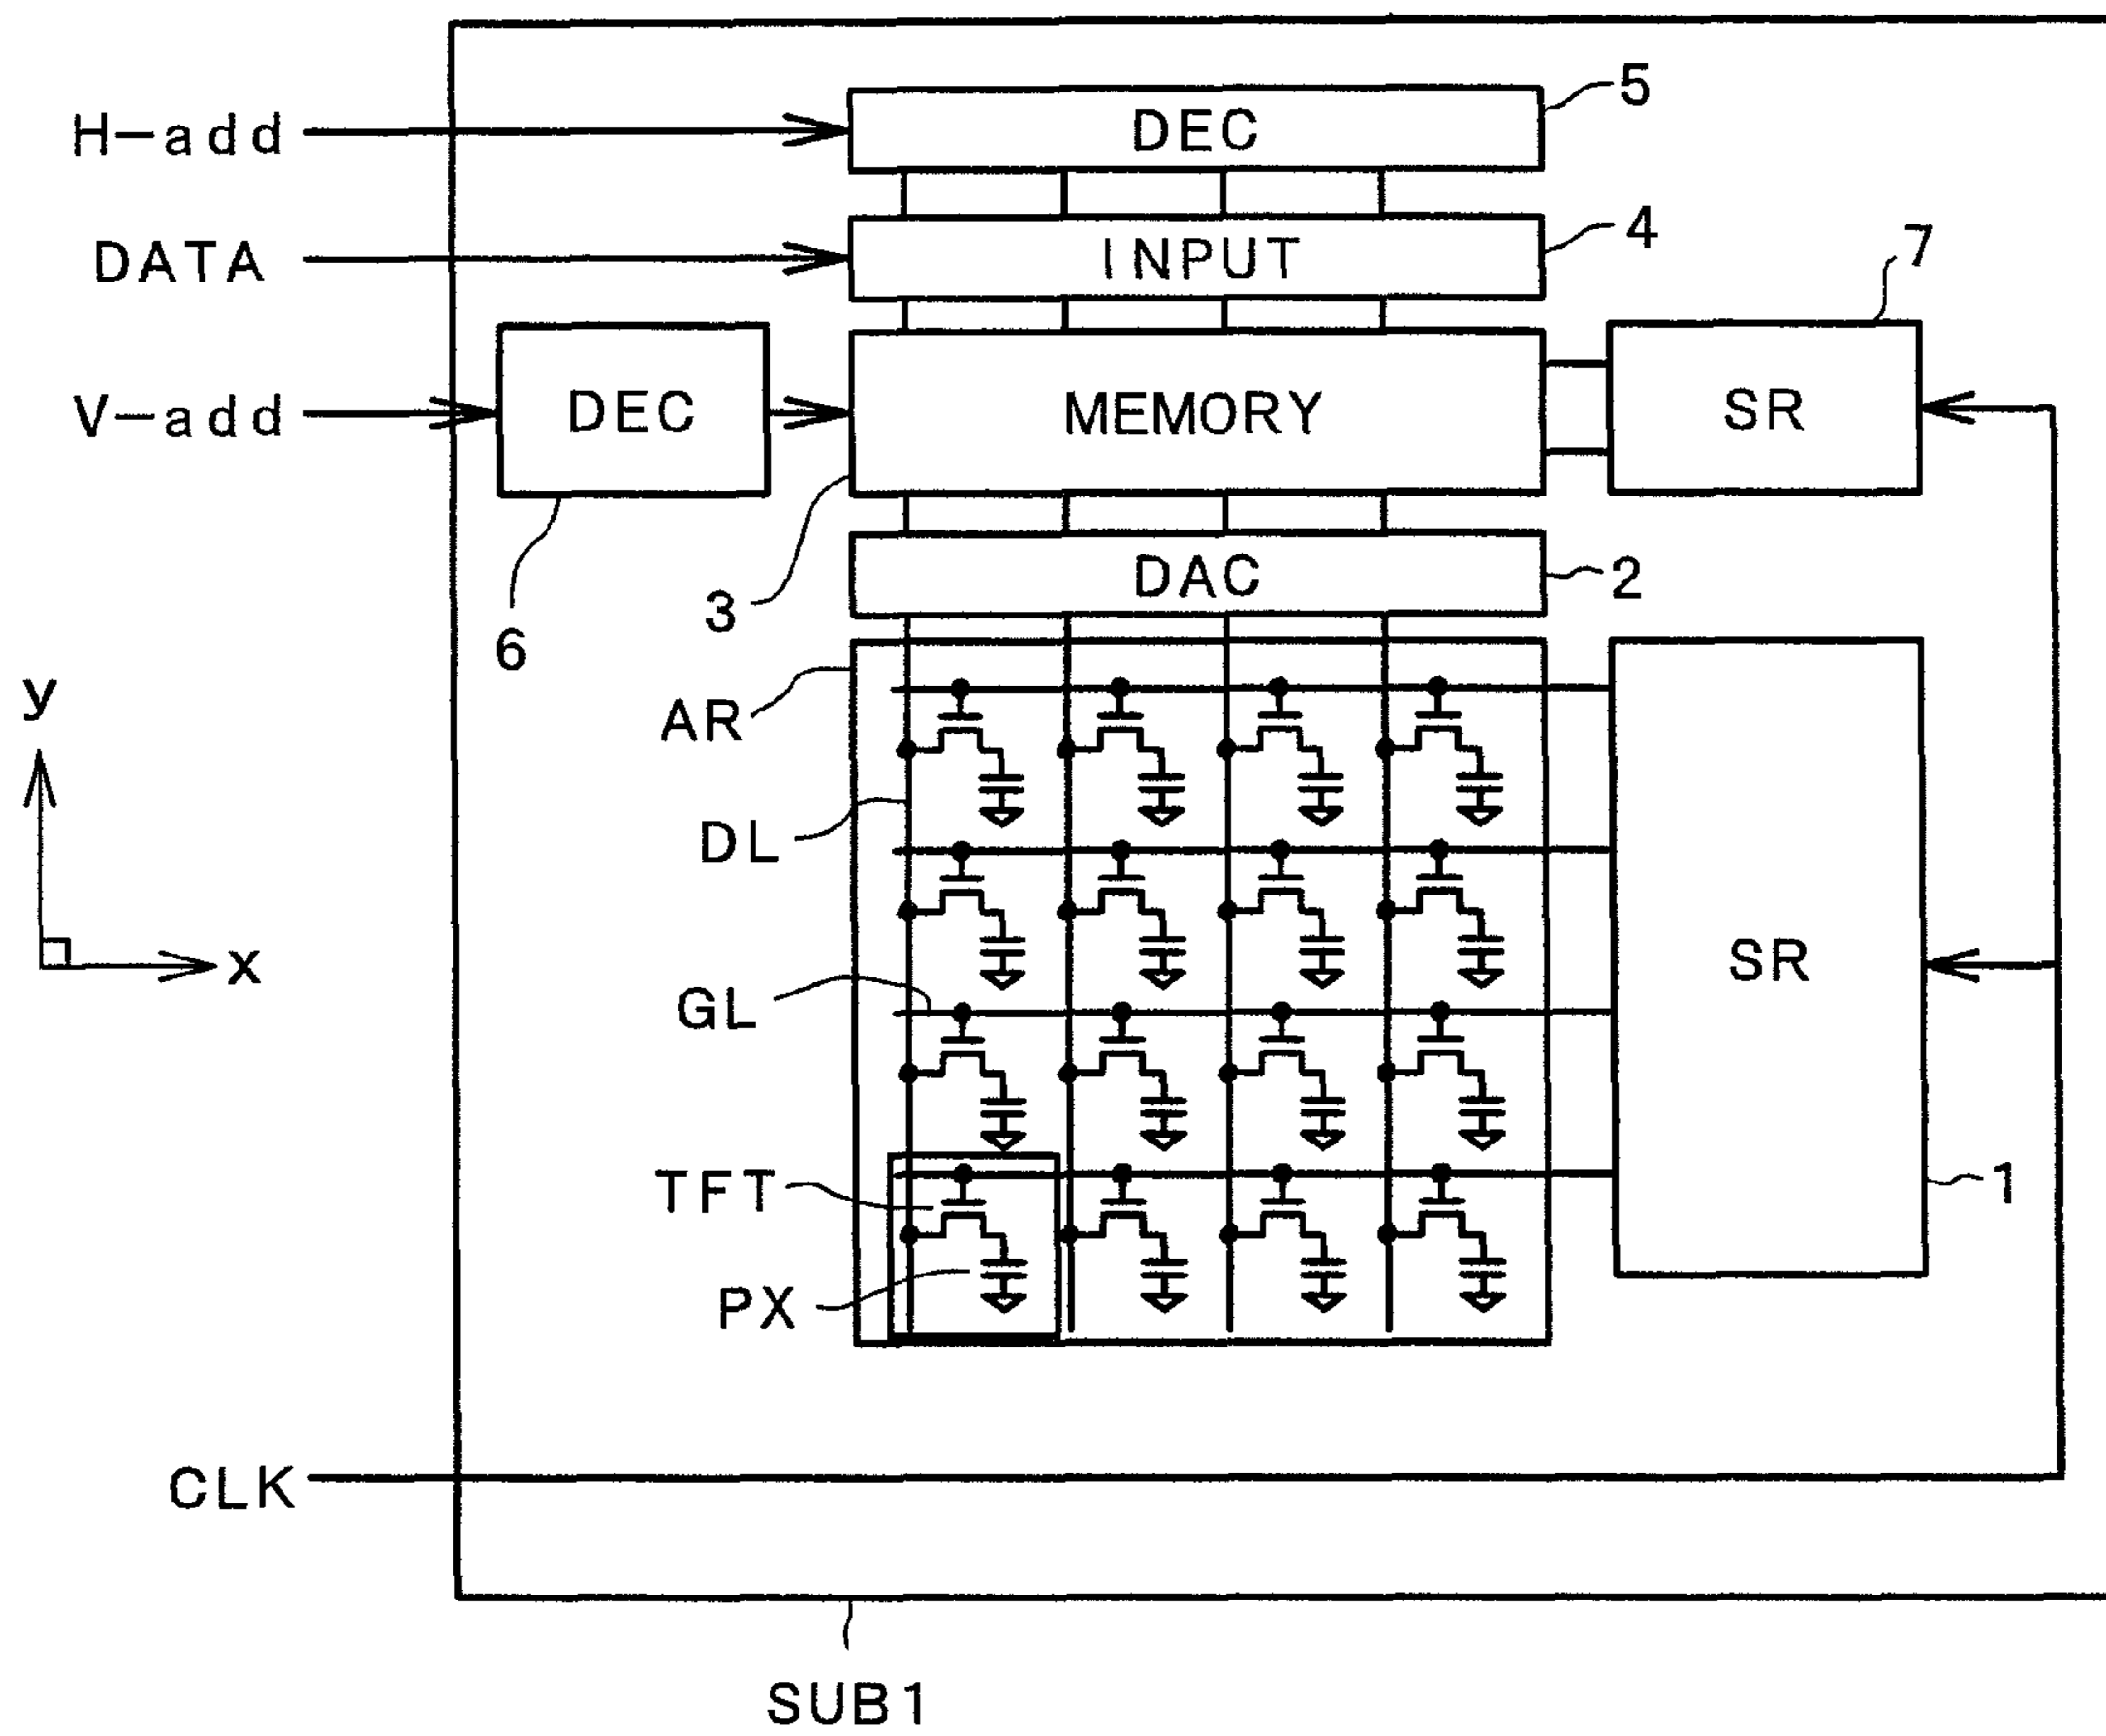 5
H-add
DEC
4
DATA
INPUT
7
V-add
DEC
MEMORY
SR
3
6
DAC
2
y
AR
DL
x
SR
GL
TFT
1
PX
CLK
SUB1